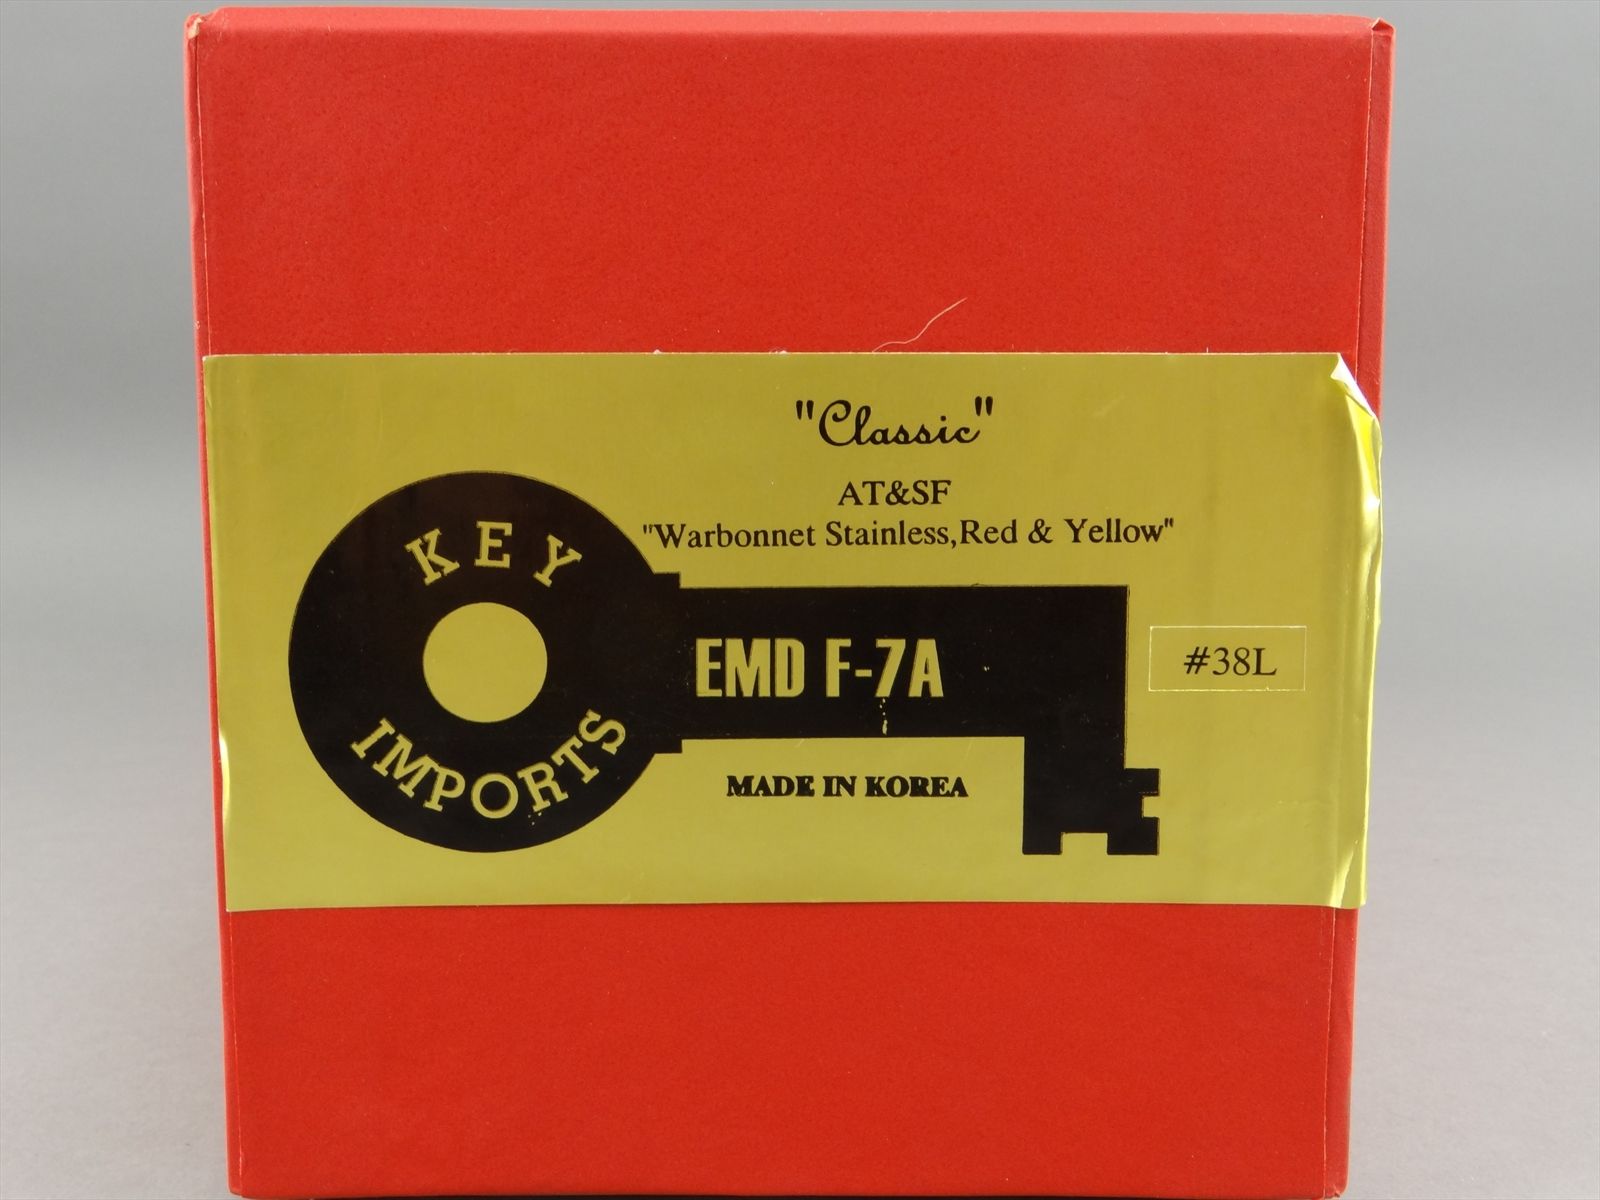 "Classic"
AT&SF
"Warbonnet Stainless,Red & Yellow"
KEY
IMPORTS
EMD F-7A
#38L
MADE IN KOREA